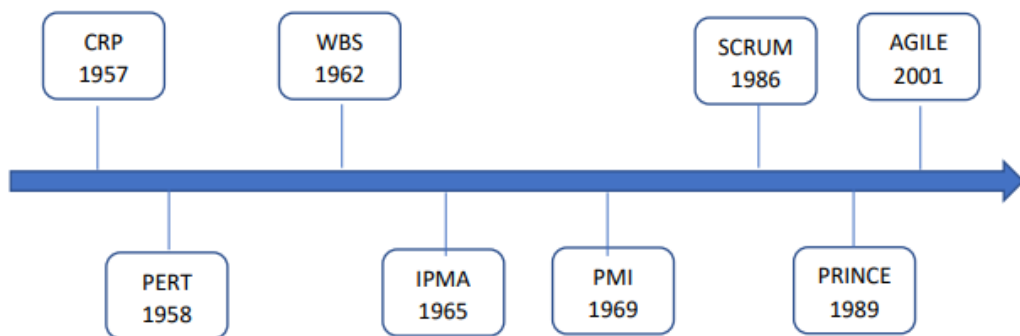 CRP
1957
WBS
1962
SCRUM
1986
AGILE
2001
PERT
1958
IPMA
1965
PMI
1969
PRINCE
1989